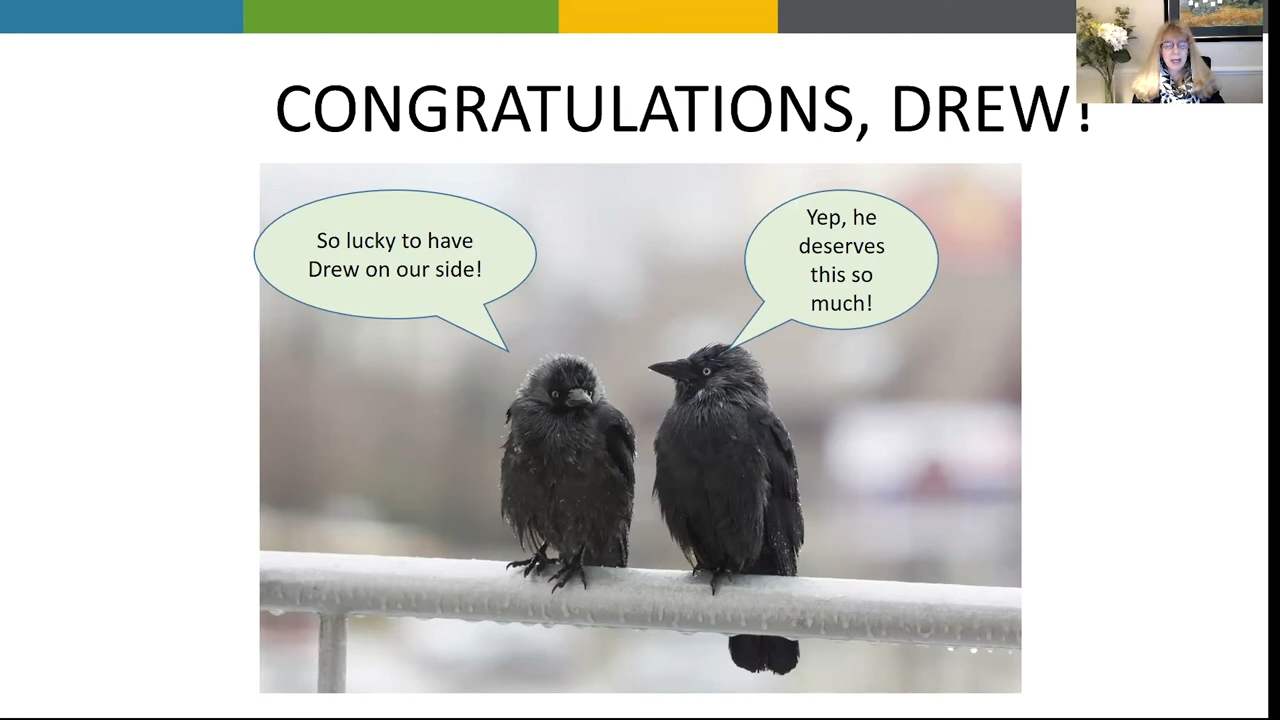 CONGRATULATIONS, DREW!
So lucky to have
Drew on our side!
Yep, he
deserves
this so
much!